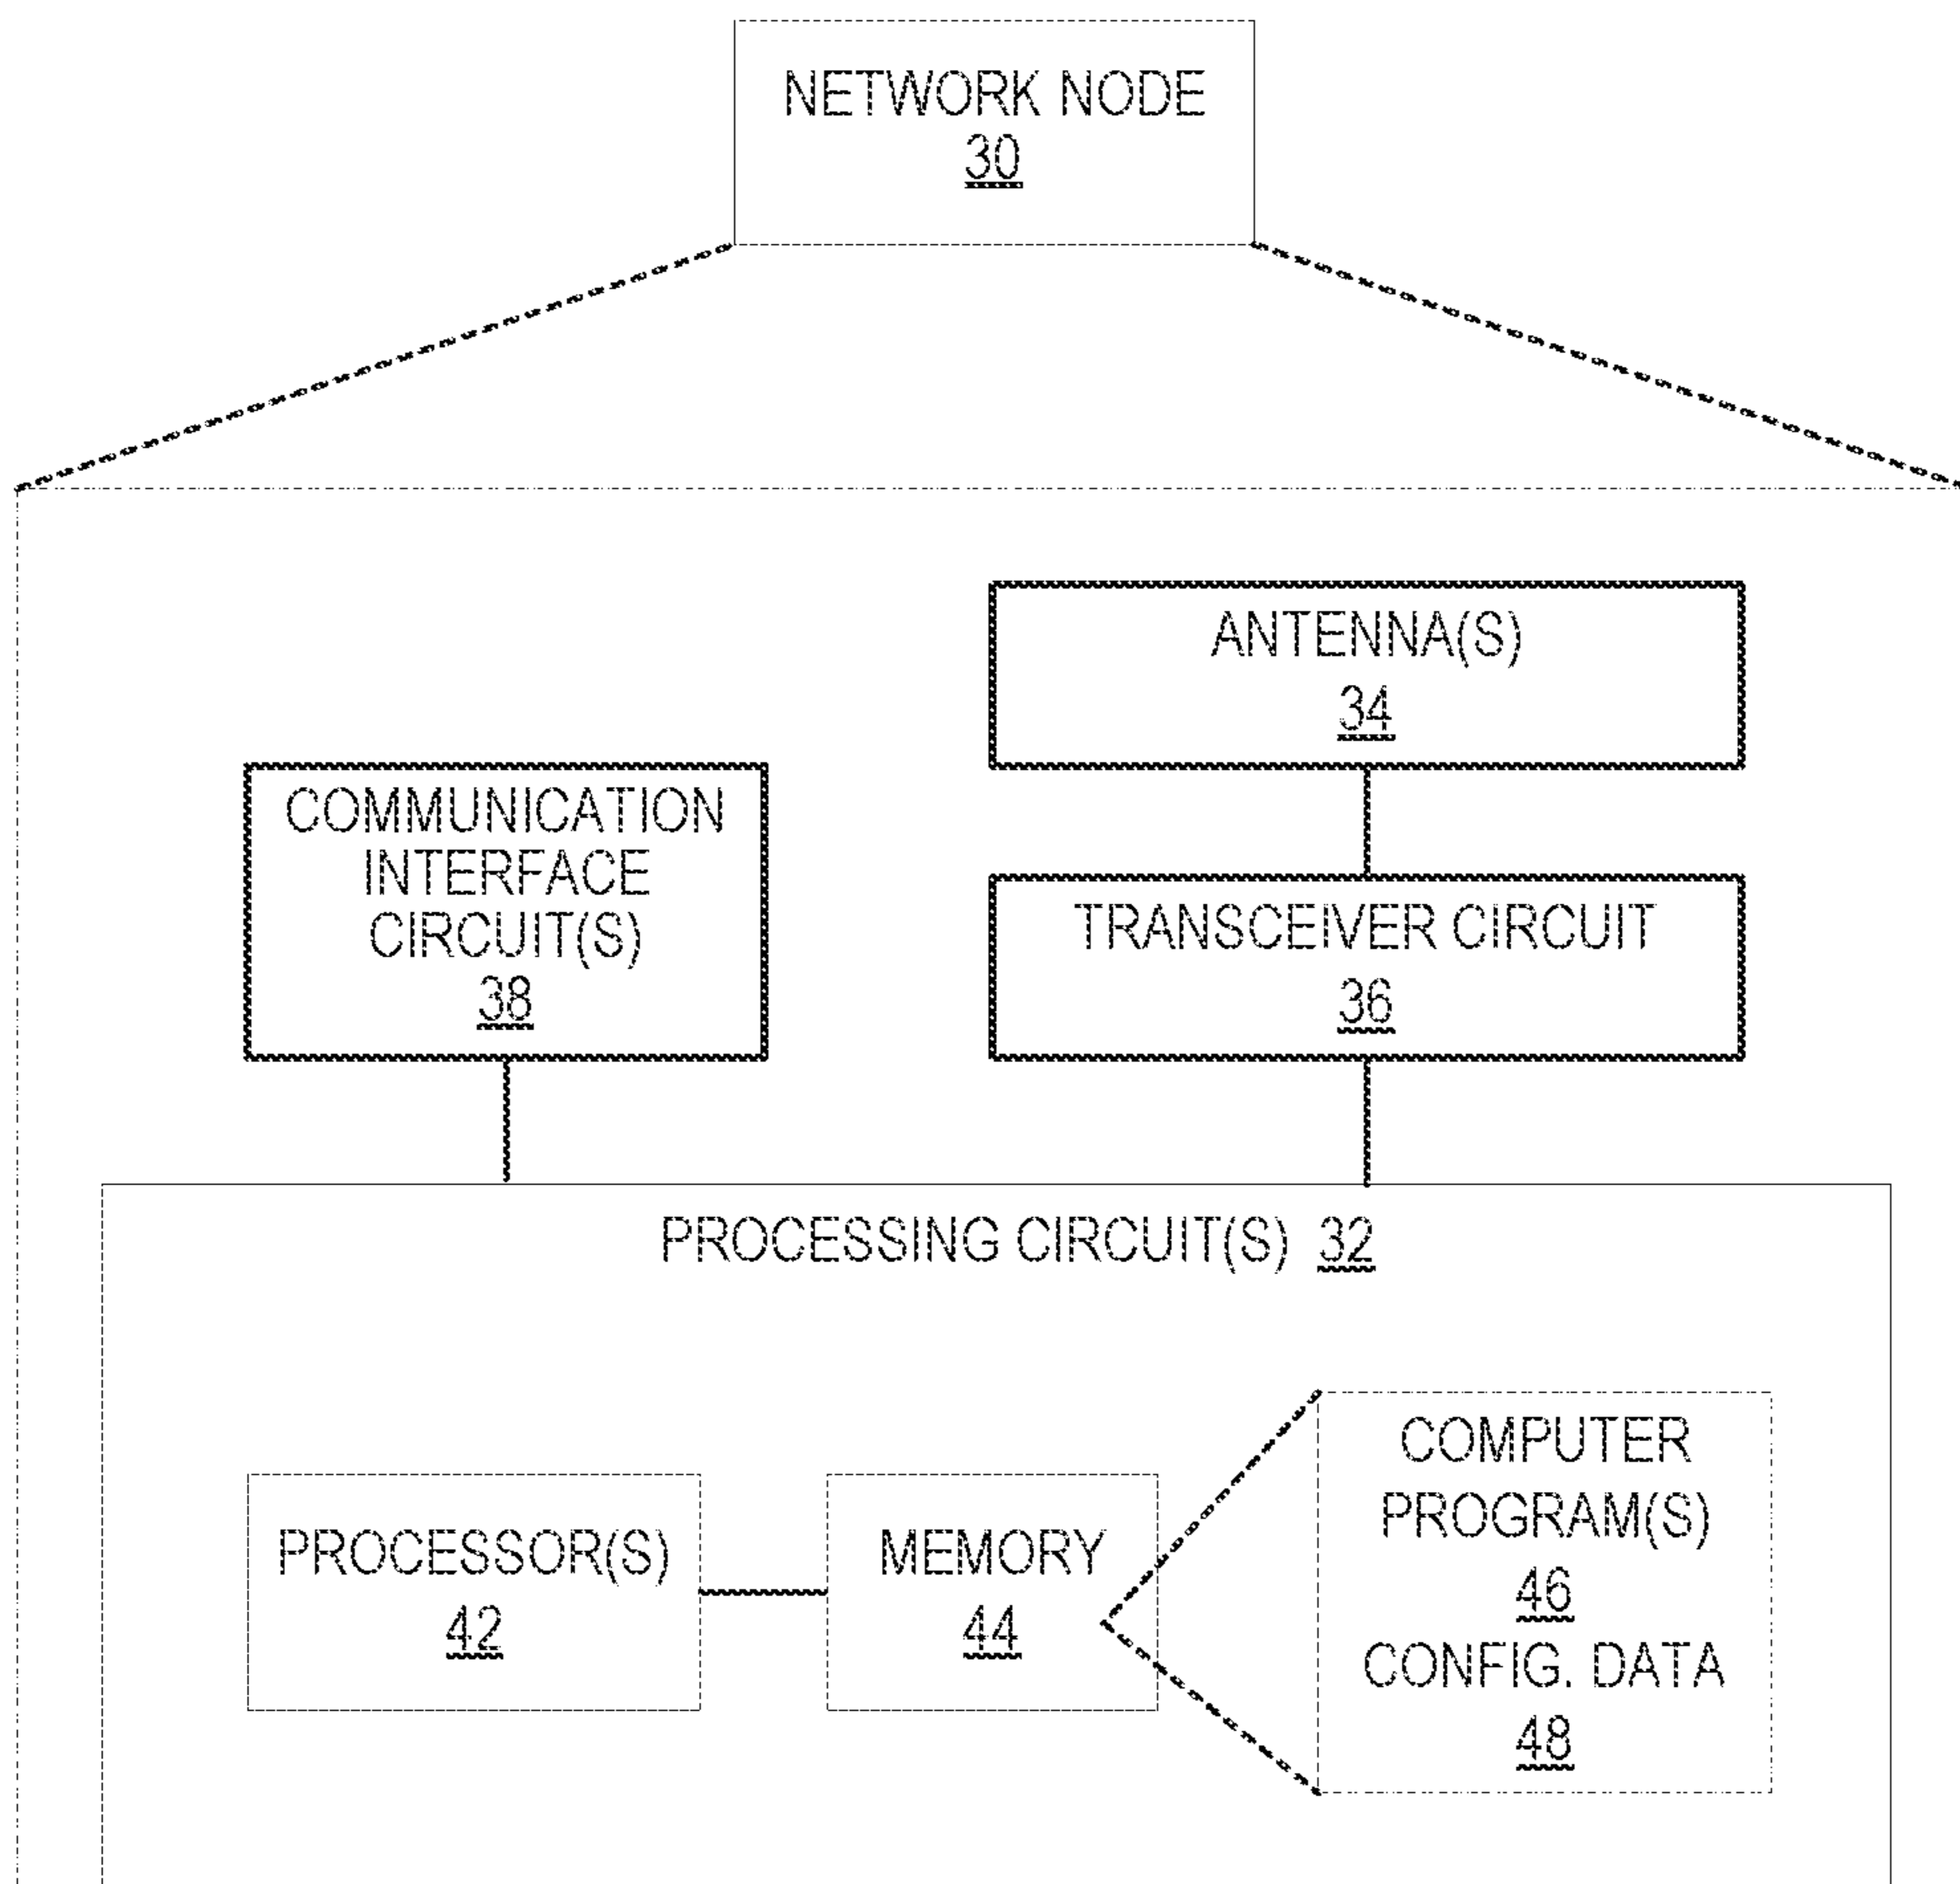 NETWORK NODE
30
ANTENNA(S)
34
COMMUNICATION
INTERFACE
CIRCUIT(S)
38
TRANSCEIVER CIRCUIT
36
PROCESSING CIRCUIT(S) 32
PROCESSOR(S)
42
MEMORY
44
COMPUTER
PROGRAM(S)
46
CONFIG. DATA
48